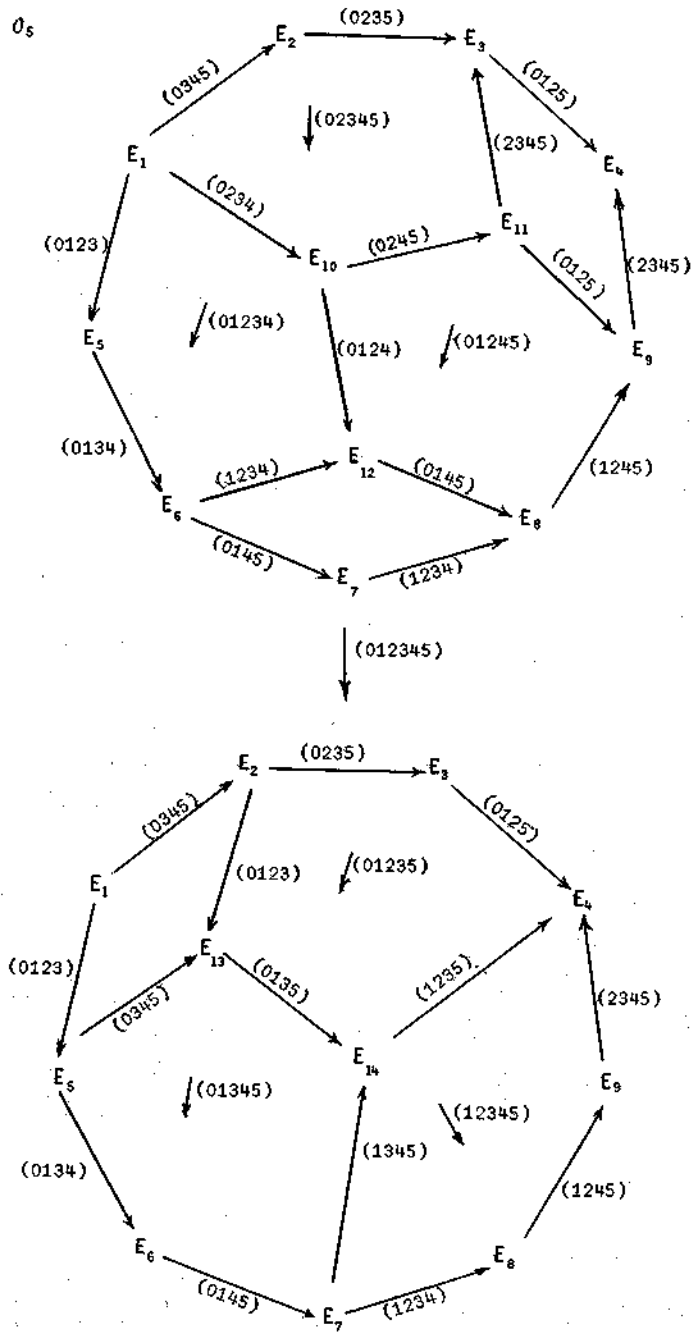 O₅
E₂ (0235) E₃
(0345) (0125)
(02345)
(2345)
E₁ E₄
(0234) E₁₁
(0123) E₁₀ (0245) (0125) (2345)
(01234) (0124) (01245)
E₅ E₉
(0134) E₁₂
(1234) (0145) (1245)
E₆ E₈
(0145) E₇ (1234)
(012345)
E₂ (0235) E₃
(0345) (0125)
(0123) (01235)
E₁ E₄
E₁₃
(0123) (0135) (1235)
(0345) (2345)
E₅ E₁₄ E₉
(01345) (12345)
(1345)
(0134) (1245)
E₆ E₈
(0145) E₇ (1234)